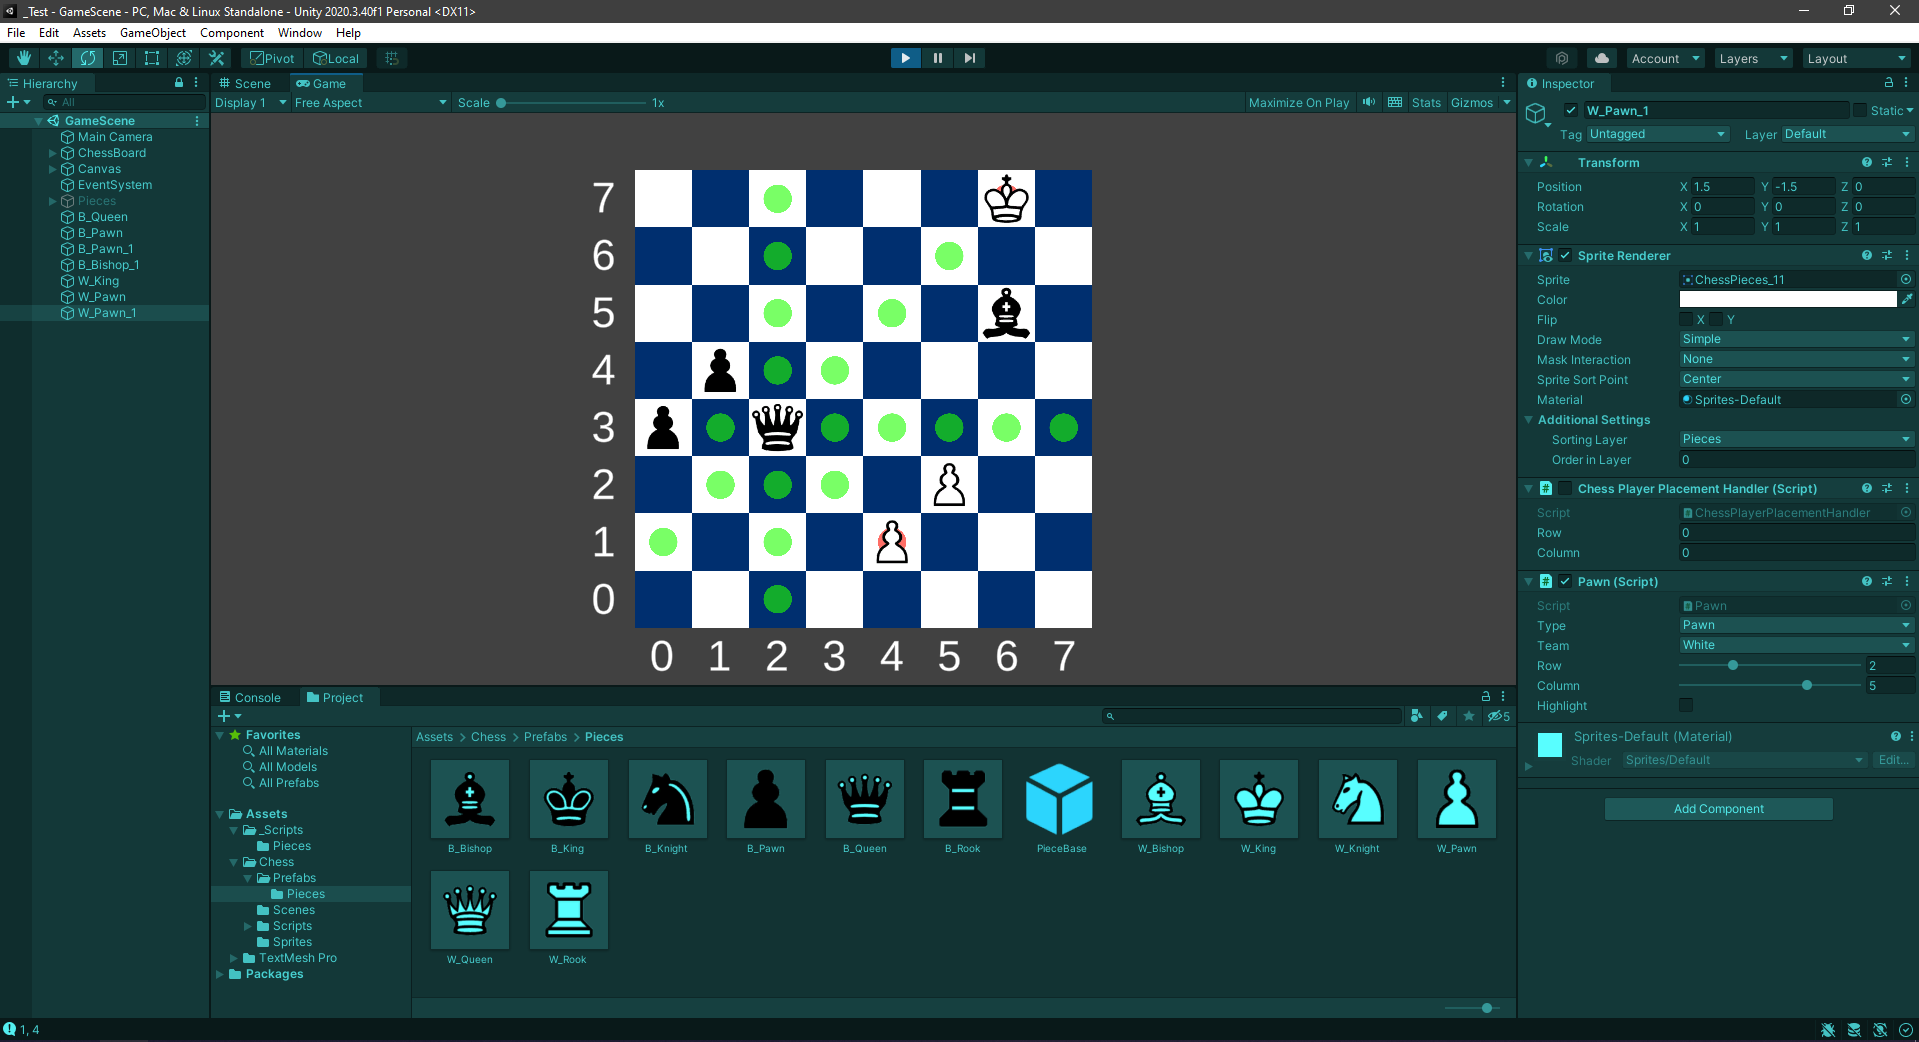 _Test - GameScene - PC, Mac & Linux Standalone - Unity 2020.3.40f1 Personal <DX11>
File Edit Assets GameObject Component Window Help
Pivot Local Account Layers Layout
Hierarchy
All
GameScene
Main Camera
ChessBoard
Canvas
EventSystem
Pieces
B_Queen
B_Pawn
B_Pawn_1
B_Bishop_1
W_King
W_Pawn
W_Pawn_1
Scene Game
Display 1 Free Aspect Scale 1x Maximize On Play Stats Gizmos
7
6
5
4
3
2
1
0
0 1 2 3 4 5 6 7
Console Project
5
Favorites
All Materials
All Models
All Prefabs
Assets
_Scripts
Pieces
Chess
Prefabs
Pieces
Scenes
Scripts
Sprites
TextMesh Pro
Packages
Assets > Chess > Prefabs > Pieces
B_Bishop B_King B_Knight B_Pawn B_Queen B_Rook PieceBase W_Bishop W_King W_Knight W_Pawn
W_Queen W_Rook
Inspector
W_Pawn_1 Static
Tag Untagged Layer Default
Transform
Position X 1.5 Y -1.5 Z 0
Rotation X 0 Y 0 Z 0
Scale X 1 Y 1 Z 1
Sprite Renderer
Sprite ChessPieces_11
Color
Flip X Y
Draw Mode Simple
Mask Interaction None
Sprite Sort Point Center
Material Sprites-Default
Additional Settings
Sorting Layer Pieces
Order in Layer 0
Chess Player Placement Handler (Script)
Script ChessPlayerPlacementHandler
Row 0
Column 0
Pawn (Script)
Script Pawn
Type Pawn
Team White
Row 2
Column 5
Highlight
Sprites-Default (Material)
Shader Sprites/Default Edit...
Add Component
1, 4